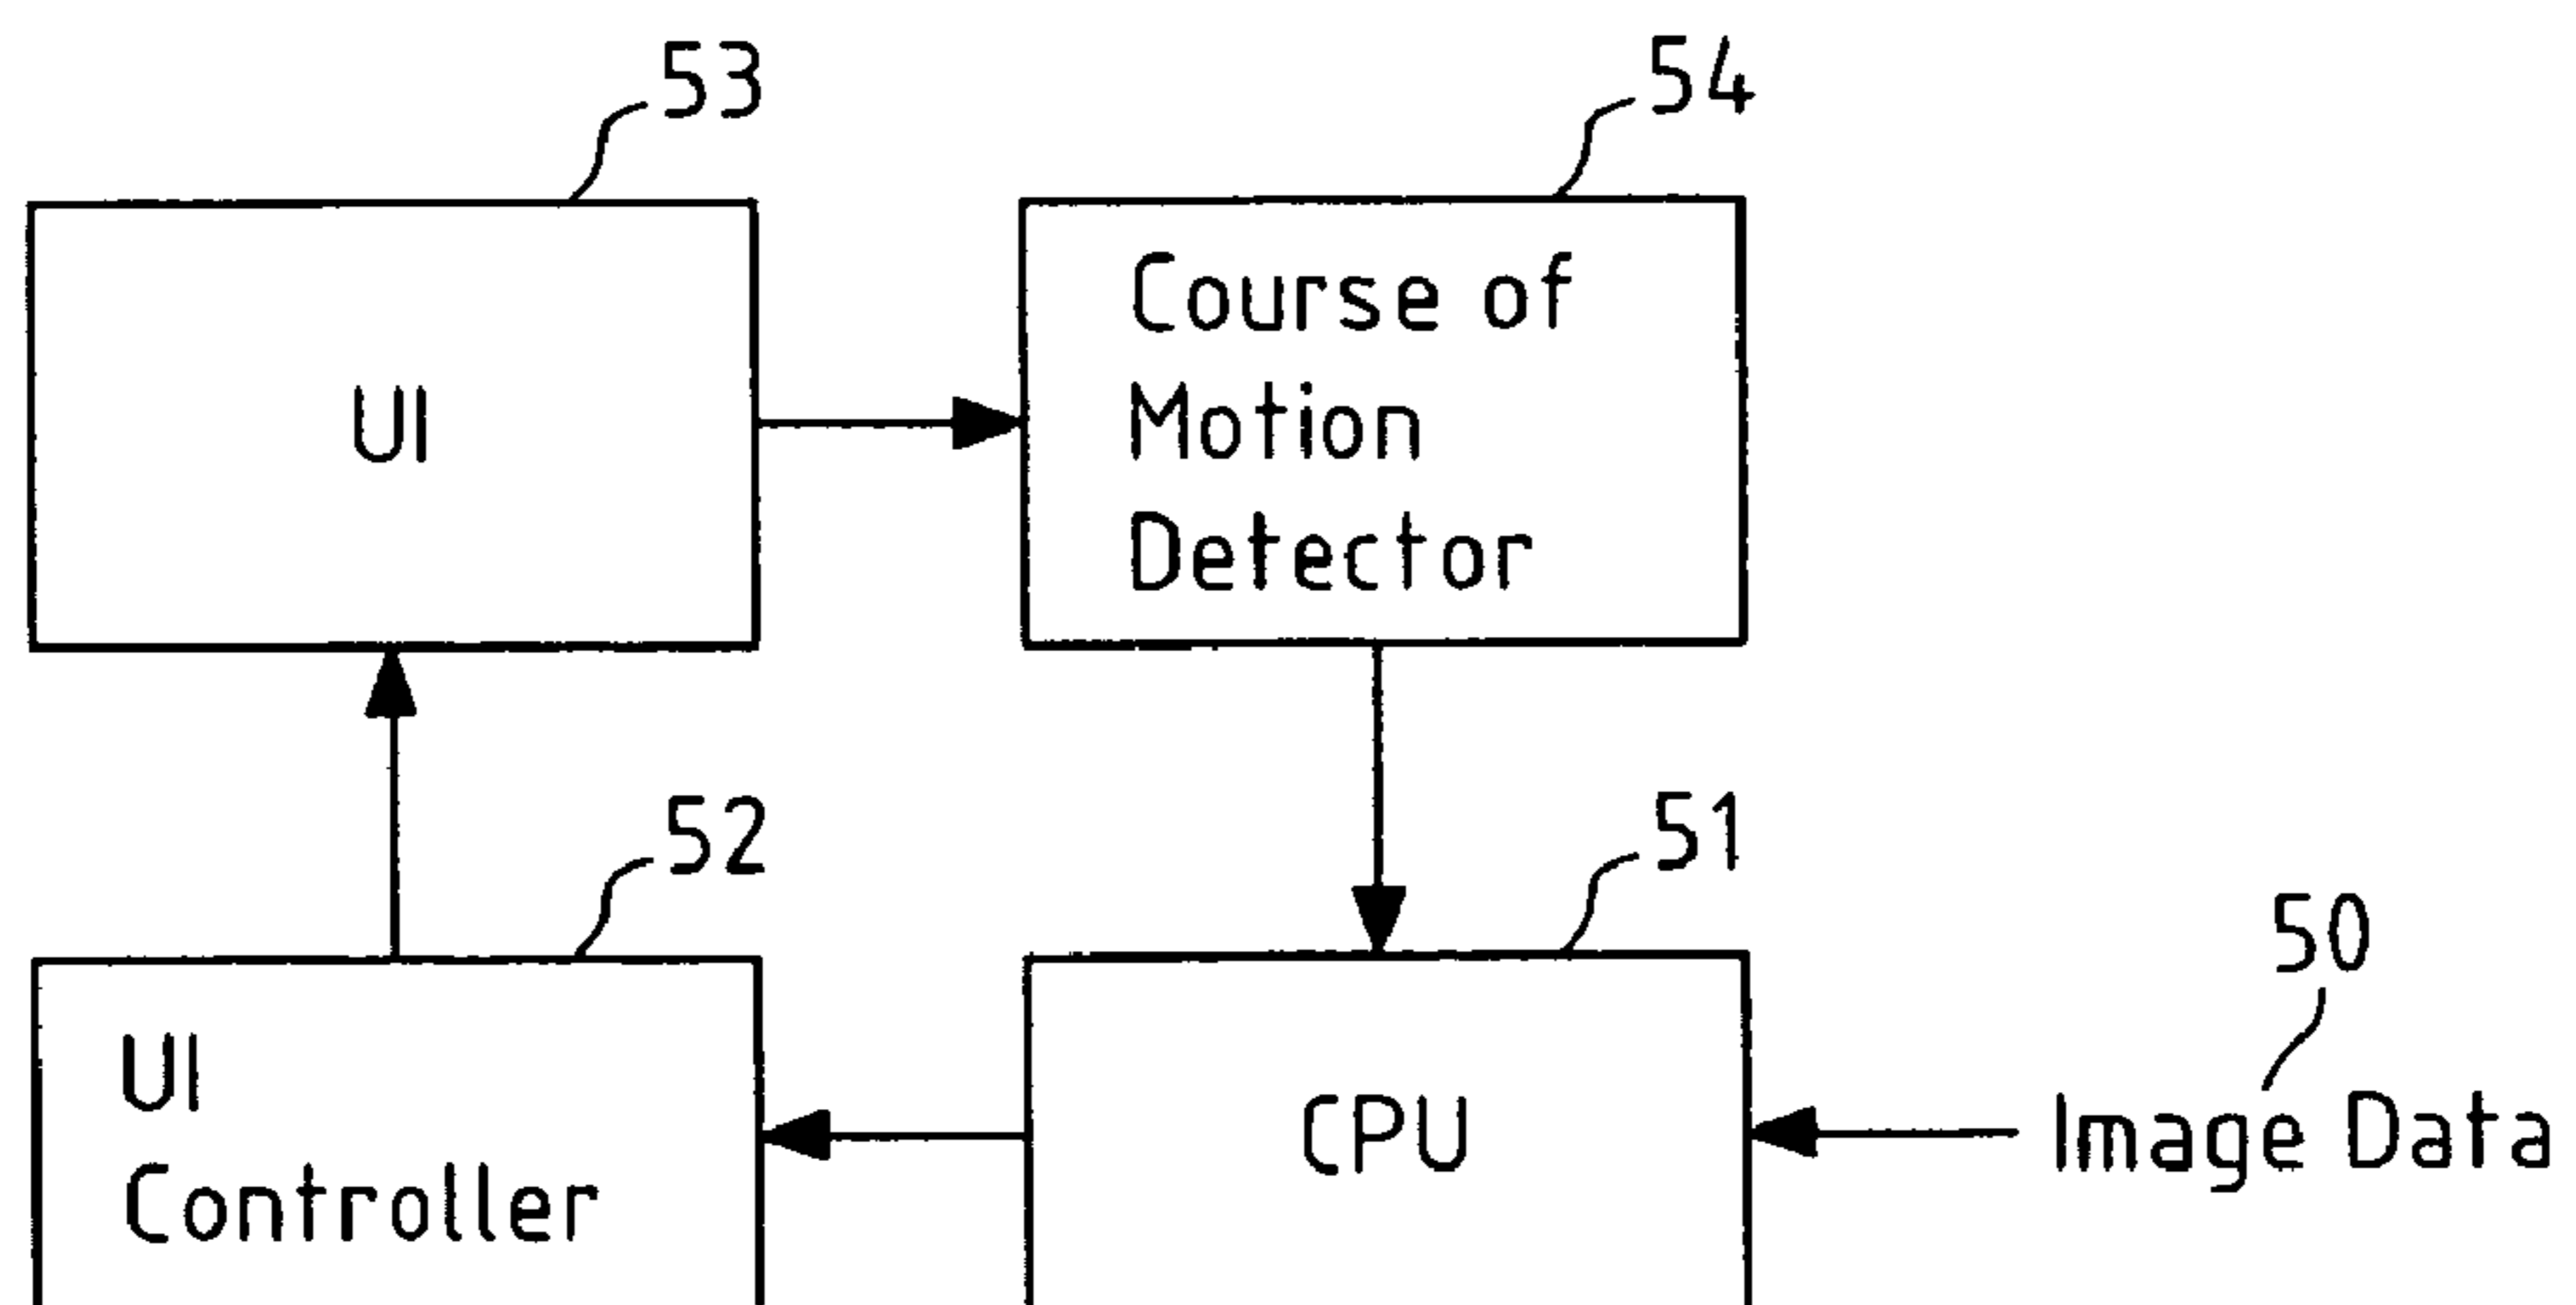 53
54
UI
Course of
Motion
Detector
52
51
50
UI
Controller
CPU
Image Data